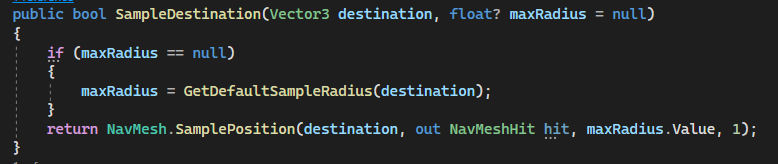 public bool SampleDestination(Vector3 destination, float? maxRadius = null)
{
if (maxRadius == null)
{
maxRadius = GetDefaultSampleRadius(destination);
}
return NavMesh.SamplePosition(destination, out NavMeshHit hit, maxRadius.Value, 1);
}